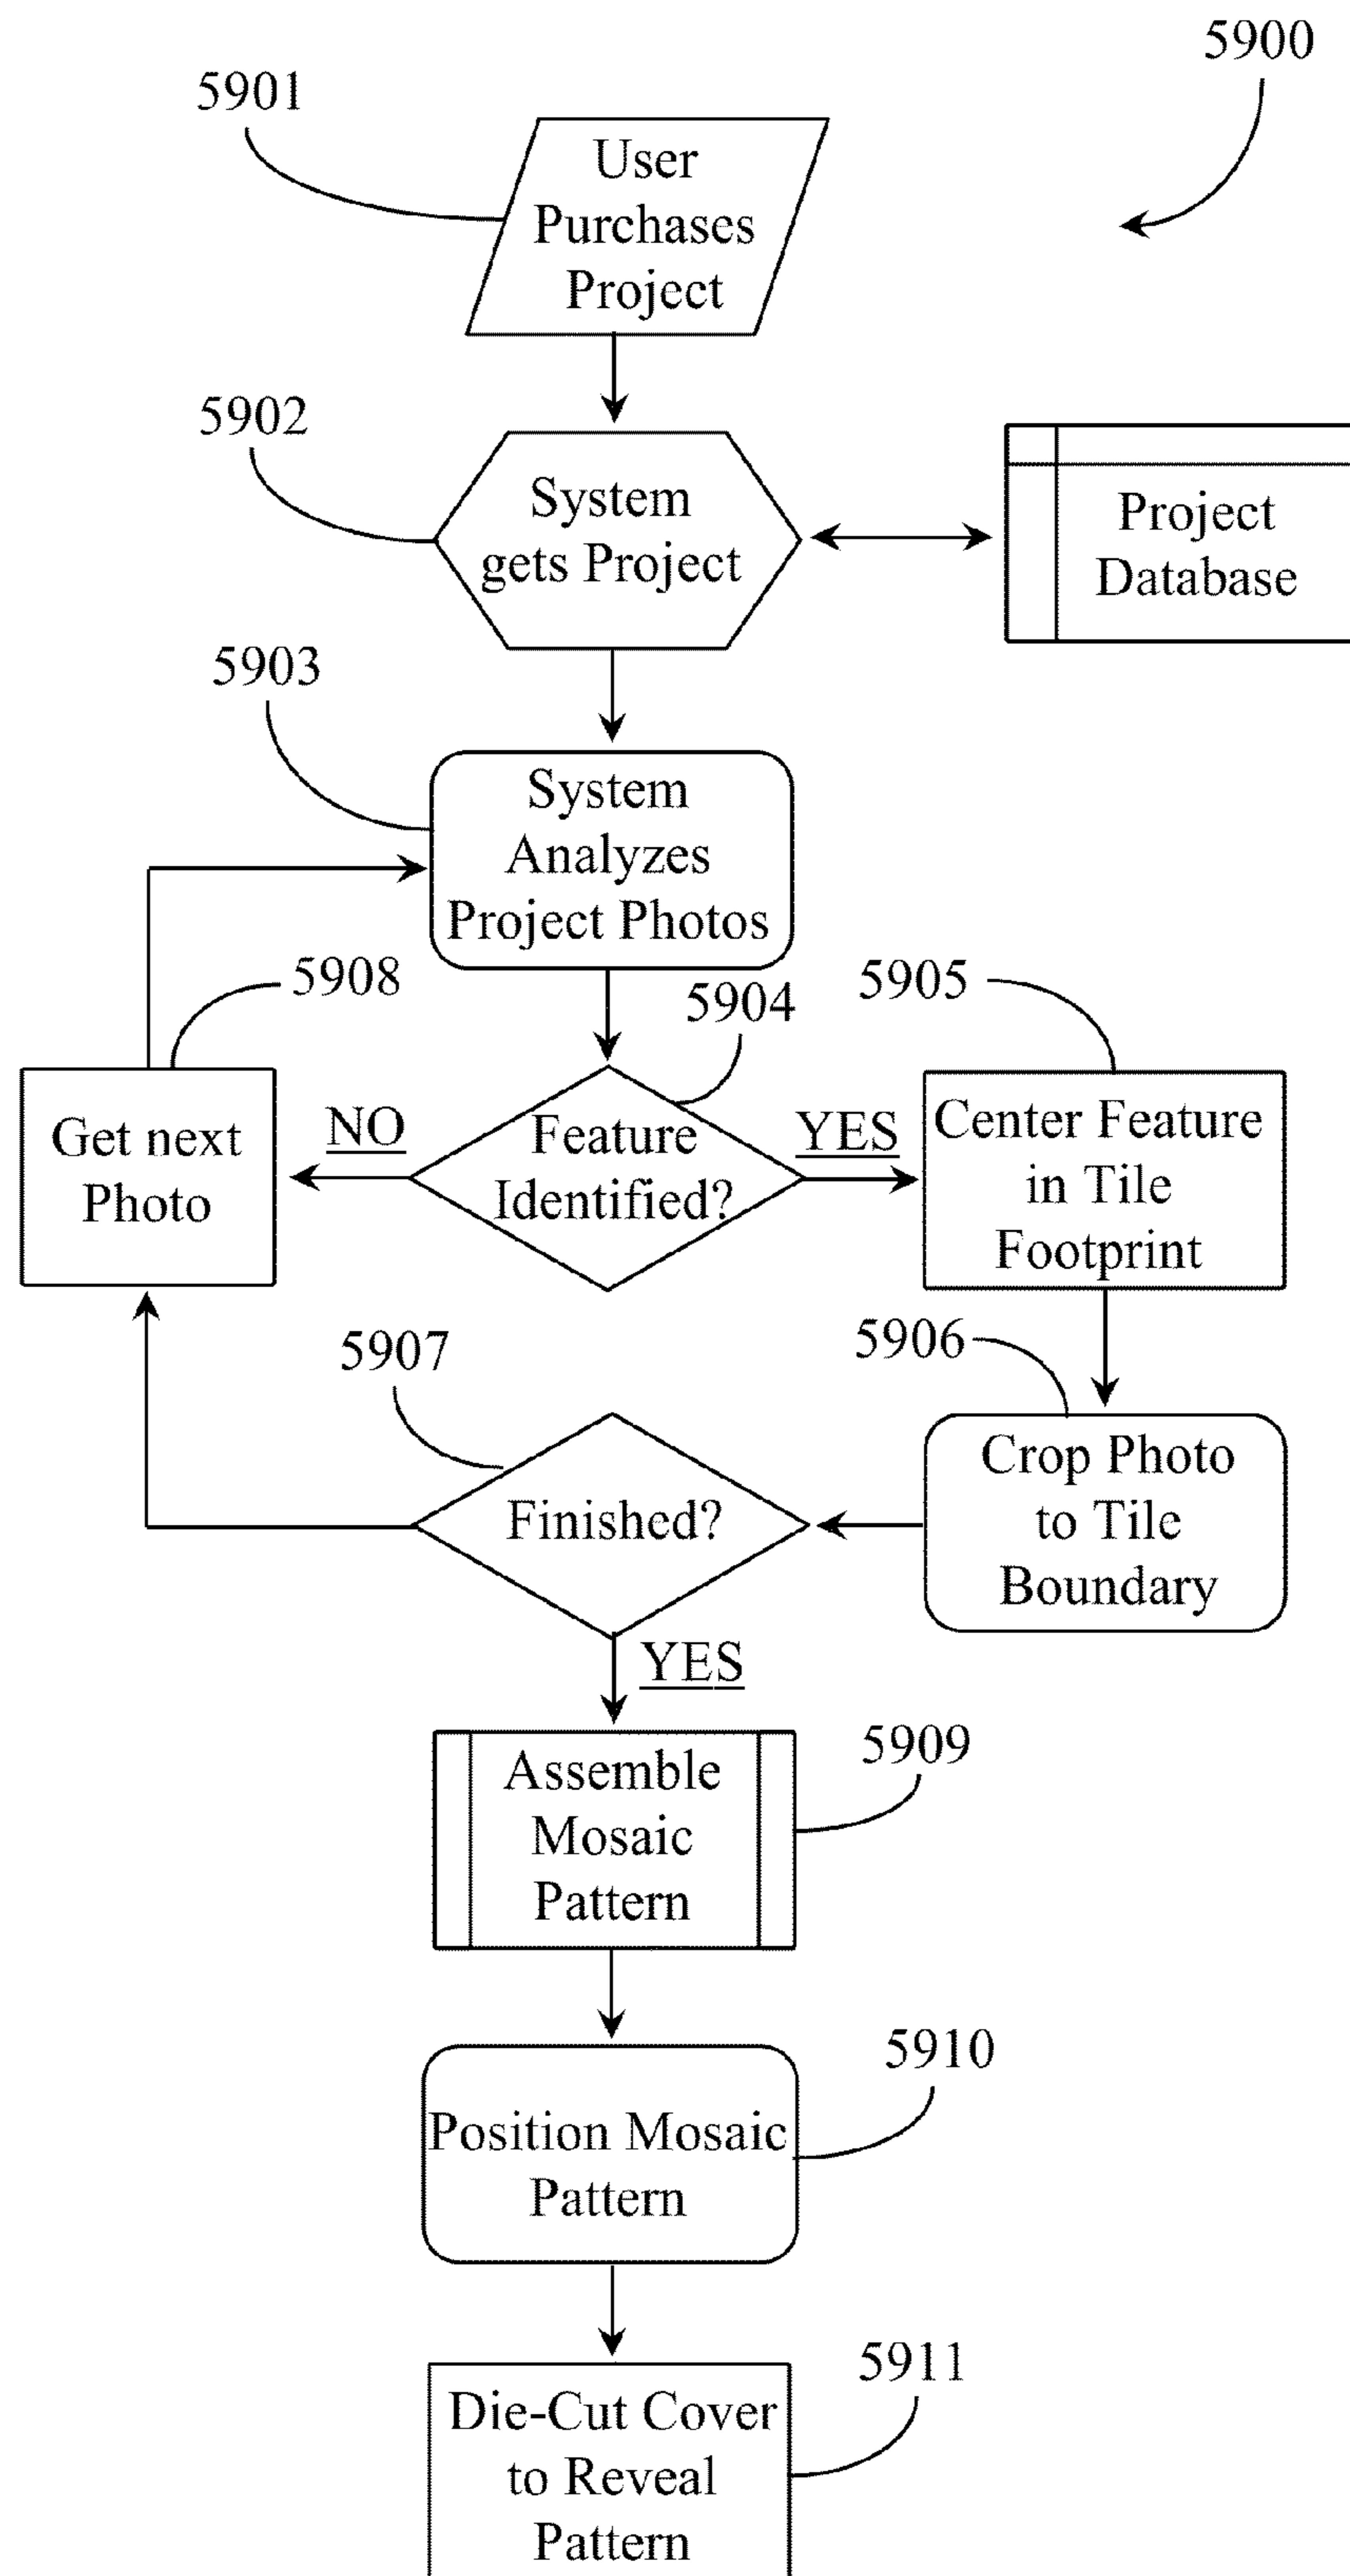 5900
5901
User
Purchases
Project
5902
System
gets Project
Project
Database
5903
System
Analyzes
Project Photos
5908
5904
5905
Get next
Photo
NO
Feature
Identified?
YES
Center Feature
in Tile
Footprint
5907
5906
Finished?
Crop Photo
to Tile
Boundary
YES
Assemble
Mosaic
Pattern
5909
Position Mosaic
Pattern
5910
Die-Cut Cover
to Reveal
Pattern
5911